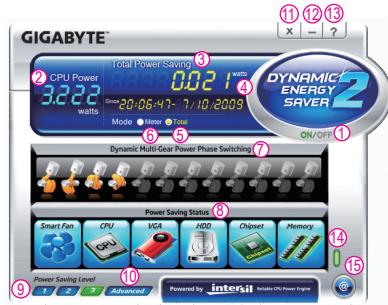 11 12 13
X – ?
GIGABYTE™
Total Power Saving
3
2 CPU Power
0.021 watts
4
3.222
watts
Since 20:06:47- 7/10/2009
Mode Meter Total
6 5
DYNAMIC
ENERGY
SAVER 2
ON/OFF 1
Dynamic Multi-Gear Power Phase Switching 7
Power Saving Status 8
Smart Fan CPU VGA HDD Chipset Memory
CPU Chipset
14
10
15
Power Saving Level
9 1 2 3 Advanced
Powered by intersil Reliable CPU Power Engine
@